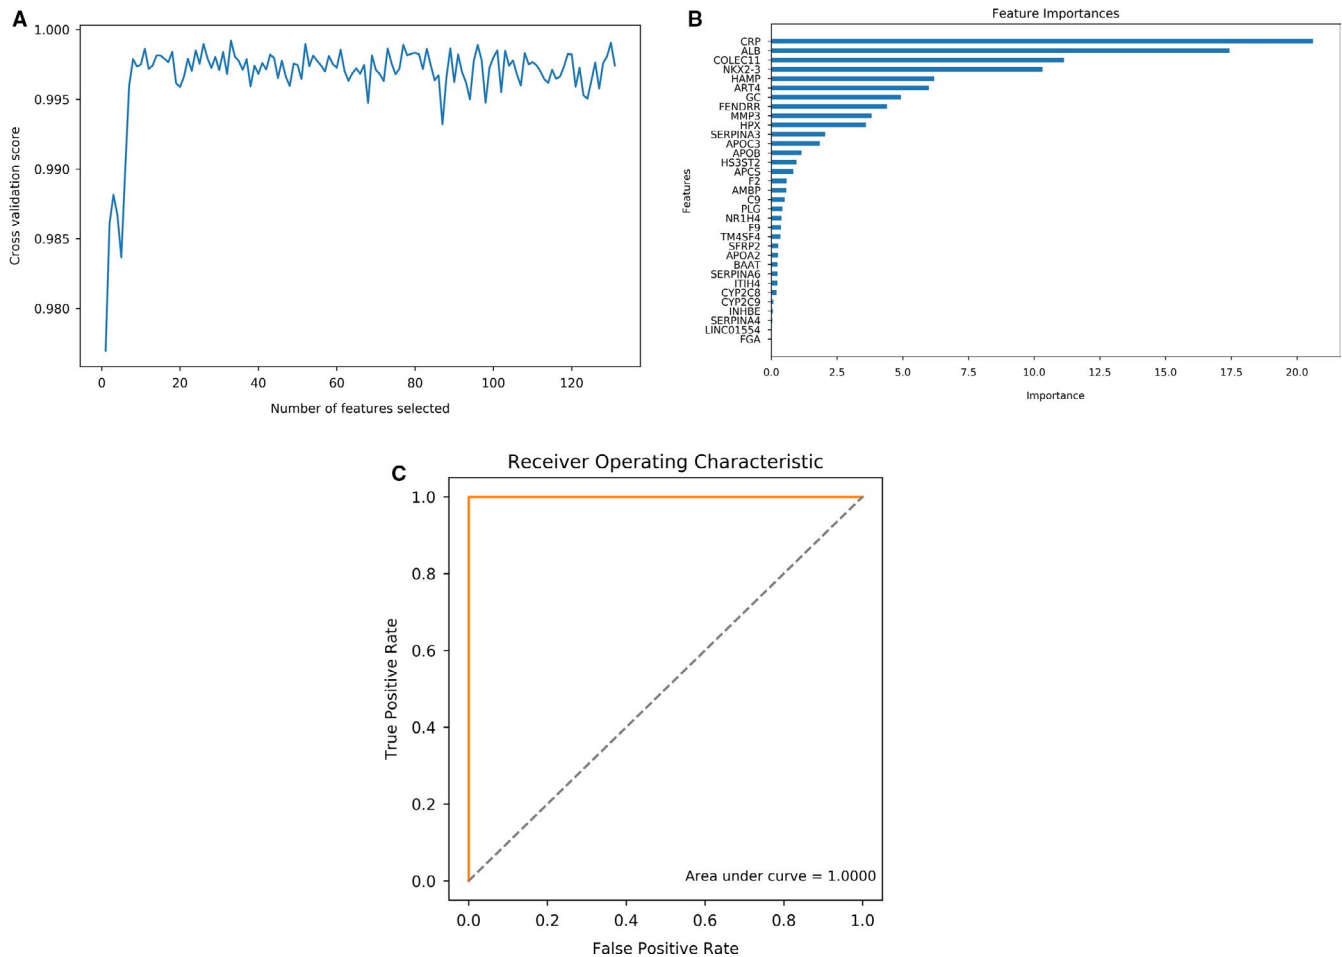 A
1.000
0.995
0.990
0.985
0.980
Cross validation score
0
20
40
60
80
100
120
Number of features selected
B
Feature Importances
CRP
ALB
COLEC11
NKX2-3
HAMP
ART4
GC
FENDRR
MMP3
HPX
SERPINA3
APOC3
APOB
HS3ST2
APCS
F2
AMBP
C9
PLG
NR1H4
F9
TM4SF4
SFRP2
APOA2
BAAT
SERPINA6
ITIH4
CYP2C8
CYP2C9
INHBE
SERPINA4
LINC01554
FGA
Features
0.0
2.5
5.0
7.5
10.0
12.5
15.0
17.5
20.0
Importance
C
Receiver Operating Characteristic
1.0
0.8
0.6
0.4
0.2
0.0
True Positive Rate
Area under curve = 1.0000
0.0
0.2
0.4
0.6
0.8
1.0
False Positive Rate